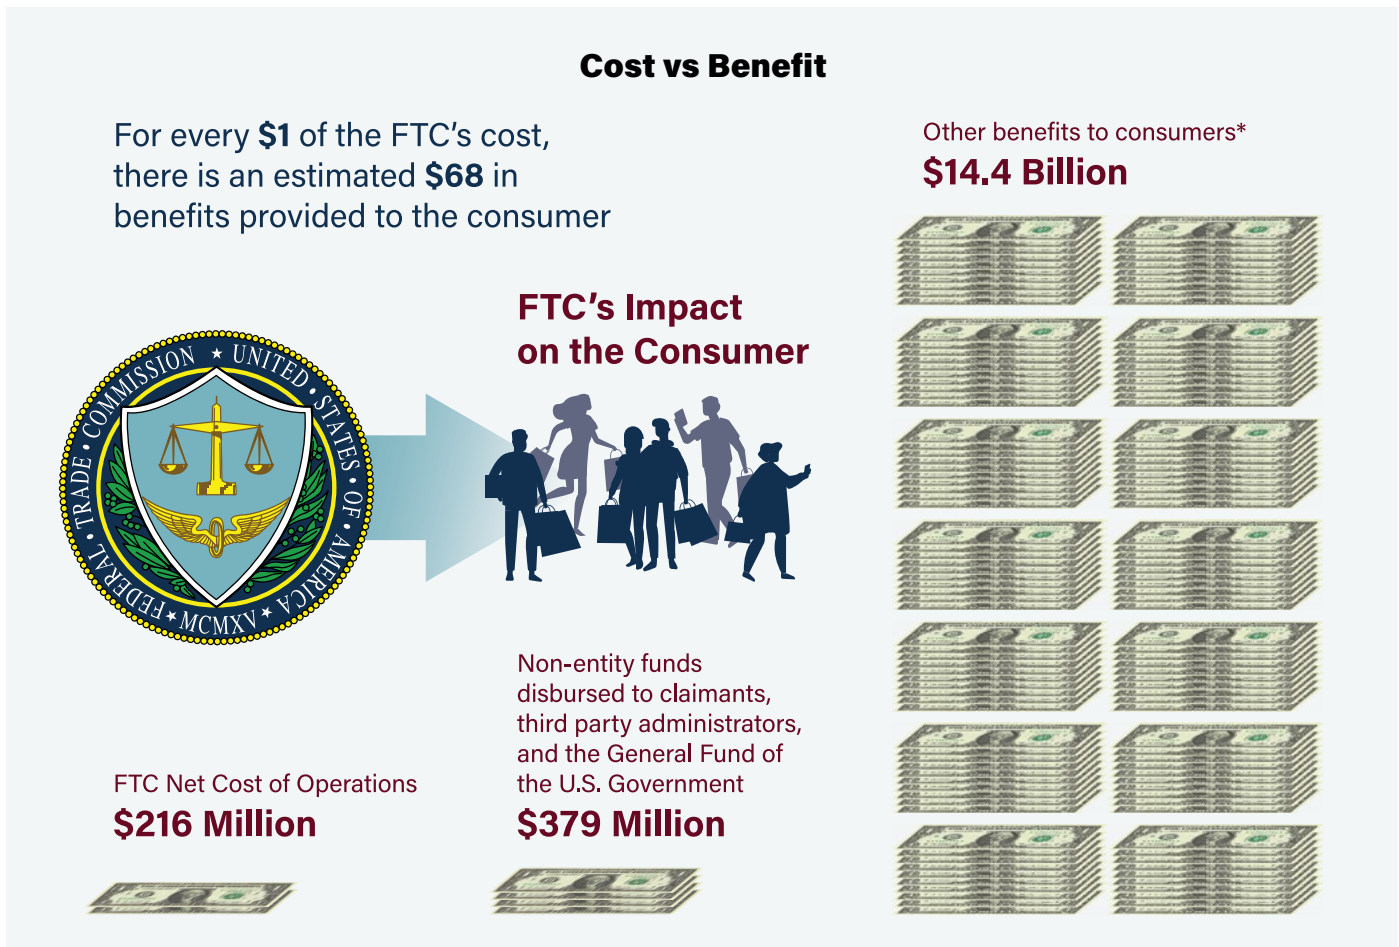 Cost vs Benefit
For every $1 of the FTC’s cost,
there is an estimated $68 in
benefits provided to the consumer
Other benefits to consumers*
$14.4 Billion
FTC’s Impact
on the Consumer
FEDERAL • TRADE • COMMISSION ★ UNITED • STATES • OF • AMERICA ★ MCMXV ★
Non-entity funds
disbursed to claimants,
third party administrators,
and the General Fund of
the U.S. Government
$379 Million
FTC Net Cost of Operations
$216 Million